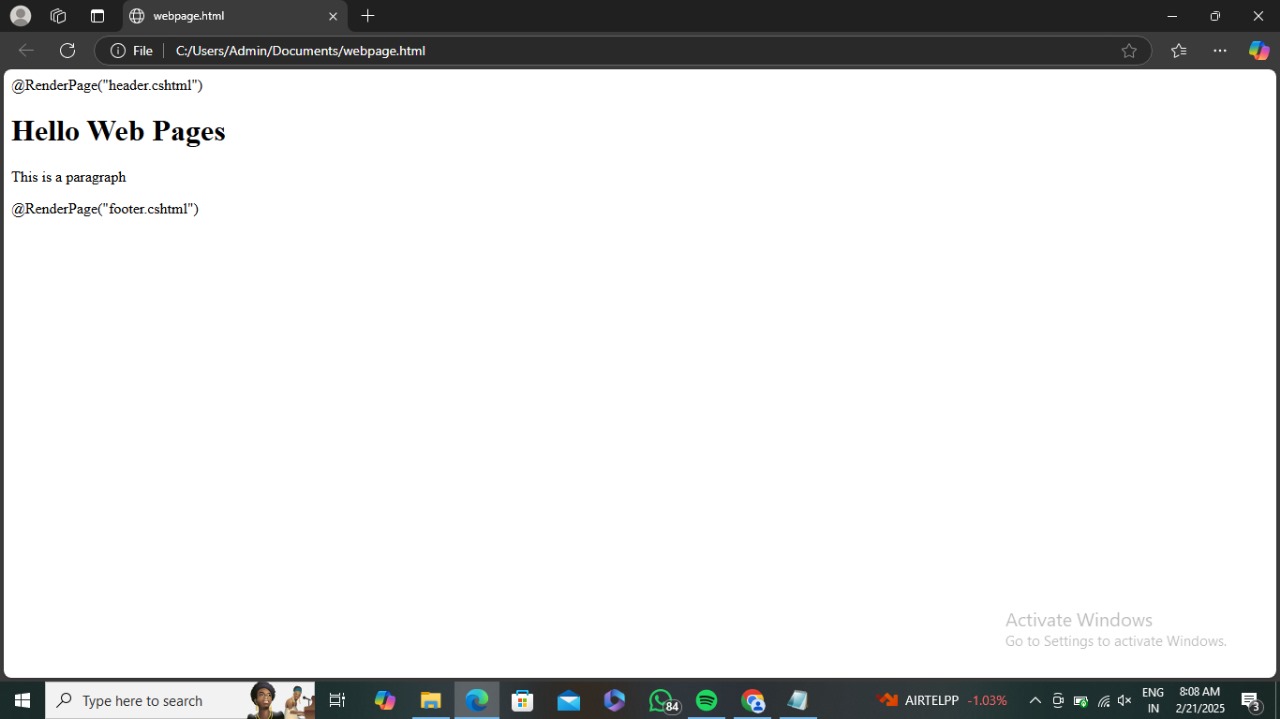 webpage.html
File
C:/Users/Admin/Documents/webpage.html
@RenderPage("header.cshtml")
Hello Web Pages
This is a paragraph
@RenderPage("footer.cshtml")
Activate Windows
Go to Settings to activate Windows.
Type here to search
84
AIRTELPP -1.03%
ENG
IN
8:08 AM
2/21/2025
3